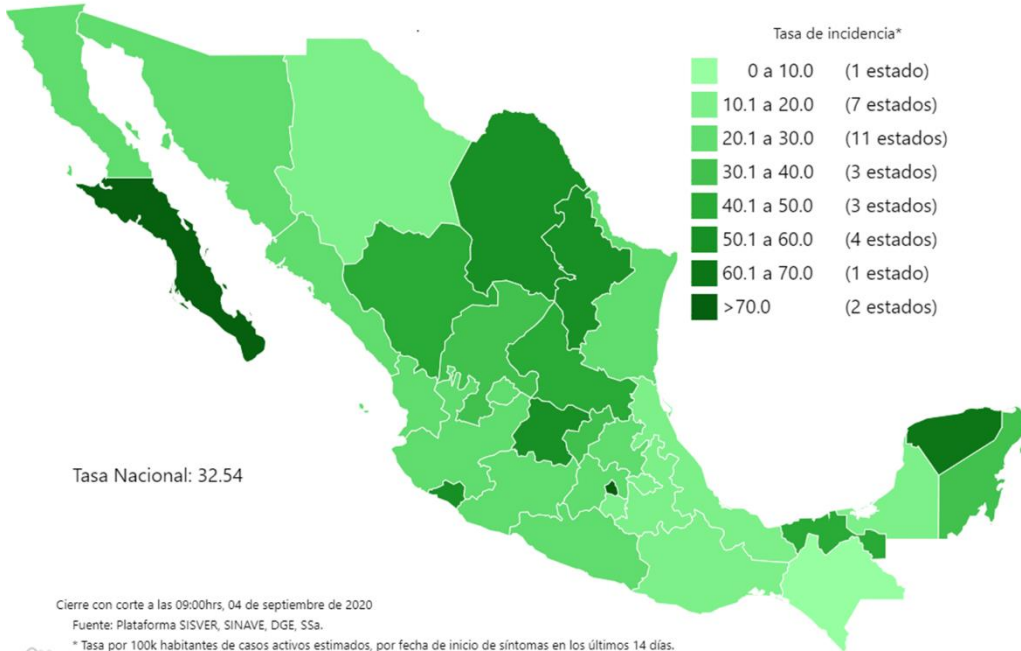 Tasa de incidencia*
0 a 10.0 (1 estado)
10.1 a 20.0 (7 estados)
20.1 a 30.0 (11 estados)
30.1 a 40.0 (3 estados)
40.1 a 50.0 (3 estados)
50.1 a 60.0 (4 estados)
60.1 a 70.0 (1 estado)
>70.0 (2 estados)
Tasa Nacional: 32.54
Cierre con corte a las 09:00hrs, 04 de septiembre de 2020
Fuente: Plataforma SISVER, SINAVE, DGE, SSa.
* Tasa por 100k habitantes de casos activos estimados, por fecha de inicio de síntomas en los últimos 14 días.